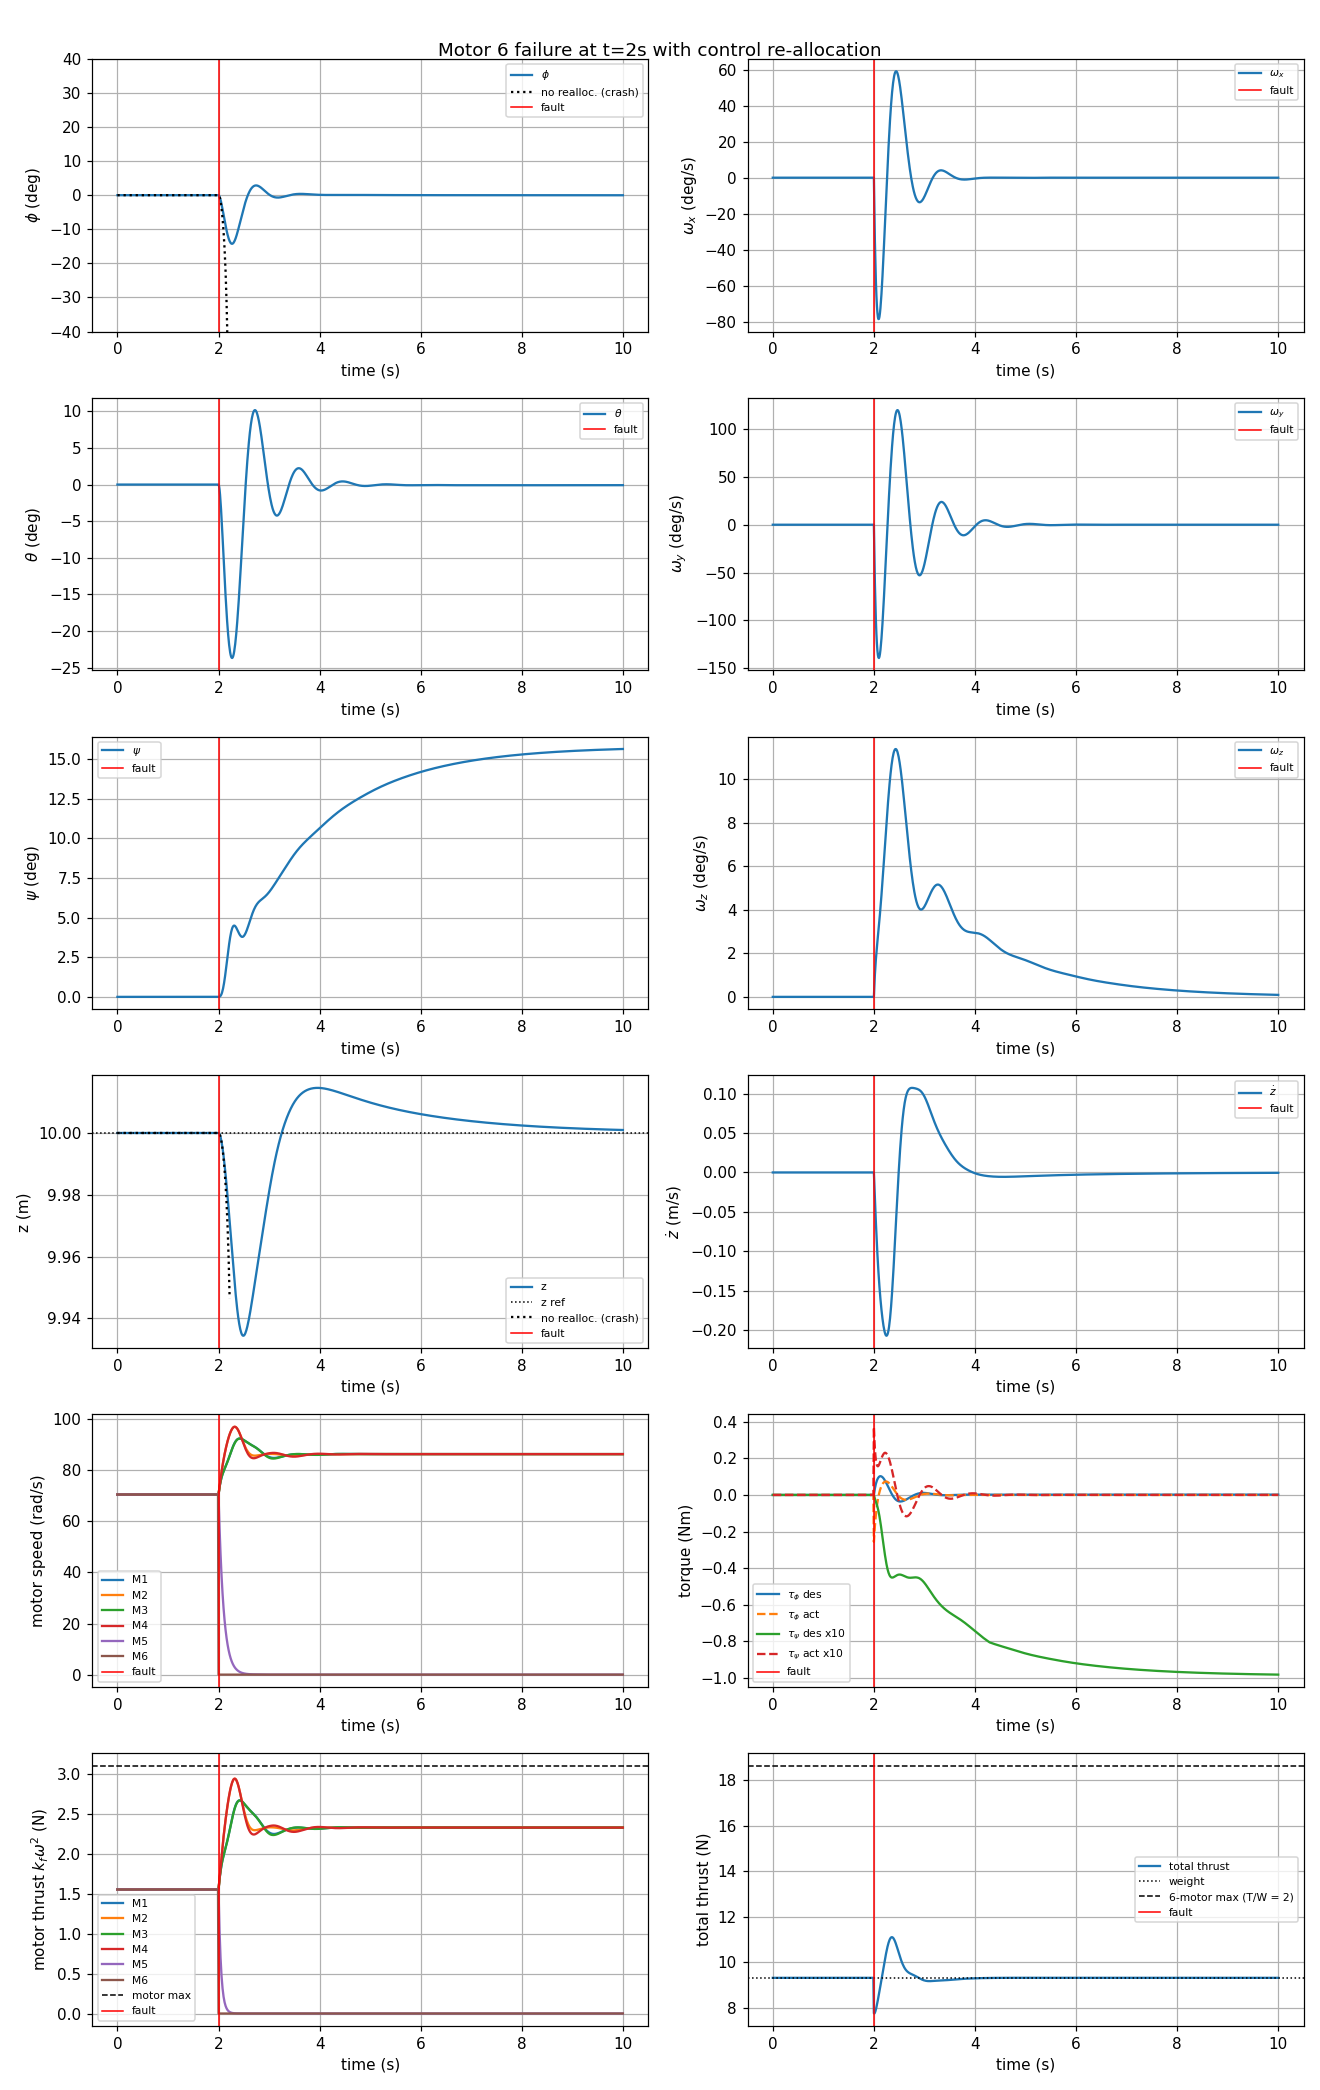 Motor 6 failure at t=2s with control re-allocation
40
30
20
10
0
−10
−20
−30
−40
ϕ (deg)
ϕ
no realloc. (crash)
fault
0 2 4 6 8 10
time (s)
60
40
20
0
−20
−40
−60
−80
ωx (deg/s)
ωx
fault
0 2 4 6 8 10
time (s)
10
5
0
−5
−10
−15
−20
−25
θ (deg)
θ
fault
0 2 4 6 8 10
time (s)
100
50
0
−50
−100
−150
ωy (deg/s)
ωy
fault
0 2 4 6 8 10
time (s)
15.0
12.5
10.0
7.5
5.0
2.5
0.0
ψ (deg)
ψ
fault
0 2 4 6 8 10
time (s)
10
8
6
4
2
0
ωz (deg/s)
ωz
fault
0 2 4 6 8 10
time (s)
10.00
9.98
9.96
9.94
z (m)
z
z ref
no realloc. (crash)
fault
0 2 4 6 8 10
time (s)
0.10
0.05
0.00
−0.05
−0.10
−0.15
−0.20
ż (m/s)
ż
fault
0 2 4 6 8 10
time (s)
100
80
60
40
20
0
motor speed (rad/s)
M1
M2
M3
M4
M5
M6
fault
0 2 4 6 8 10
time (s)
0.4
0.2
0.0
−0.2
−0.4
−0.6
−0.8
−1.0
torque (Nm)
τΦ des
τΦ act
τΨ des x10
τΨ act x10
fault
0 2 4 6 8 10
time (s)
3.0
2.5
2.0
1.5
1.0
0.5
0.0
motor thrust kfω² (N)
M1
M2
M3
M4
M5
M6
motor max
fault
0 2 4 6 8 10
time (s)
18
16
14
12
10
8
total thrust (N)
total thrust
weight
6-motor max (T/W = 2)
fault
0 2 4 6 8 10
time (s)